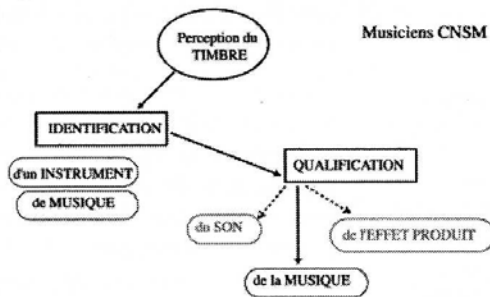 Perception du
TIMBRE
Musiciens CNSM
IDENTIFICATION
d'un INSTRUMENT
de MUSIQUE
QUALIFICATION
du SON
de l'EFFET PRODUIT
de la MUSIQUE